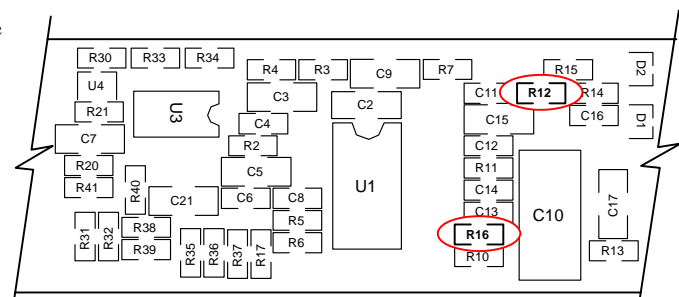 e
R30 R33 R34
R4 R3 C9 R7 R15 D2
U4 C3 C11 R12 R14
R21 U3 C2 C15 C16 D1
C7 C4
R2 C12
R20 C5 U1 R11
R41 R40 C14
C21 C6 C8 C13 C10 C17
R31 R32 R38 R5 R16
R39 R35 R36 R37 R17 R6 R10 R13